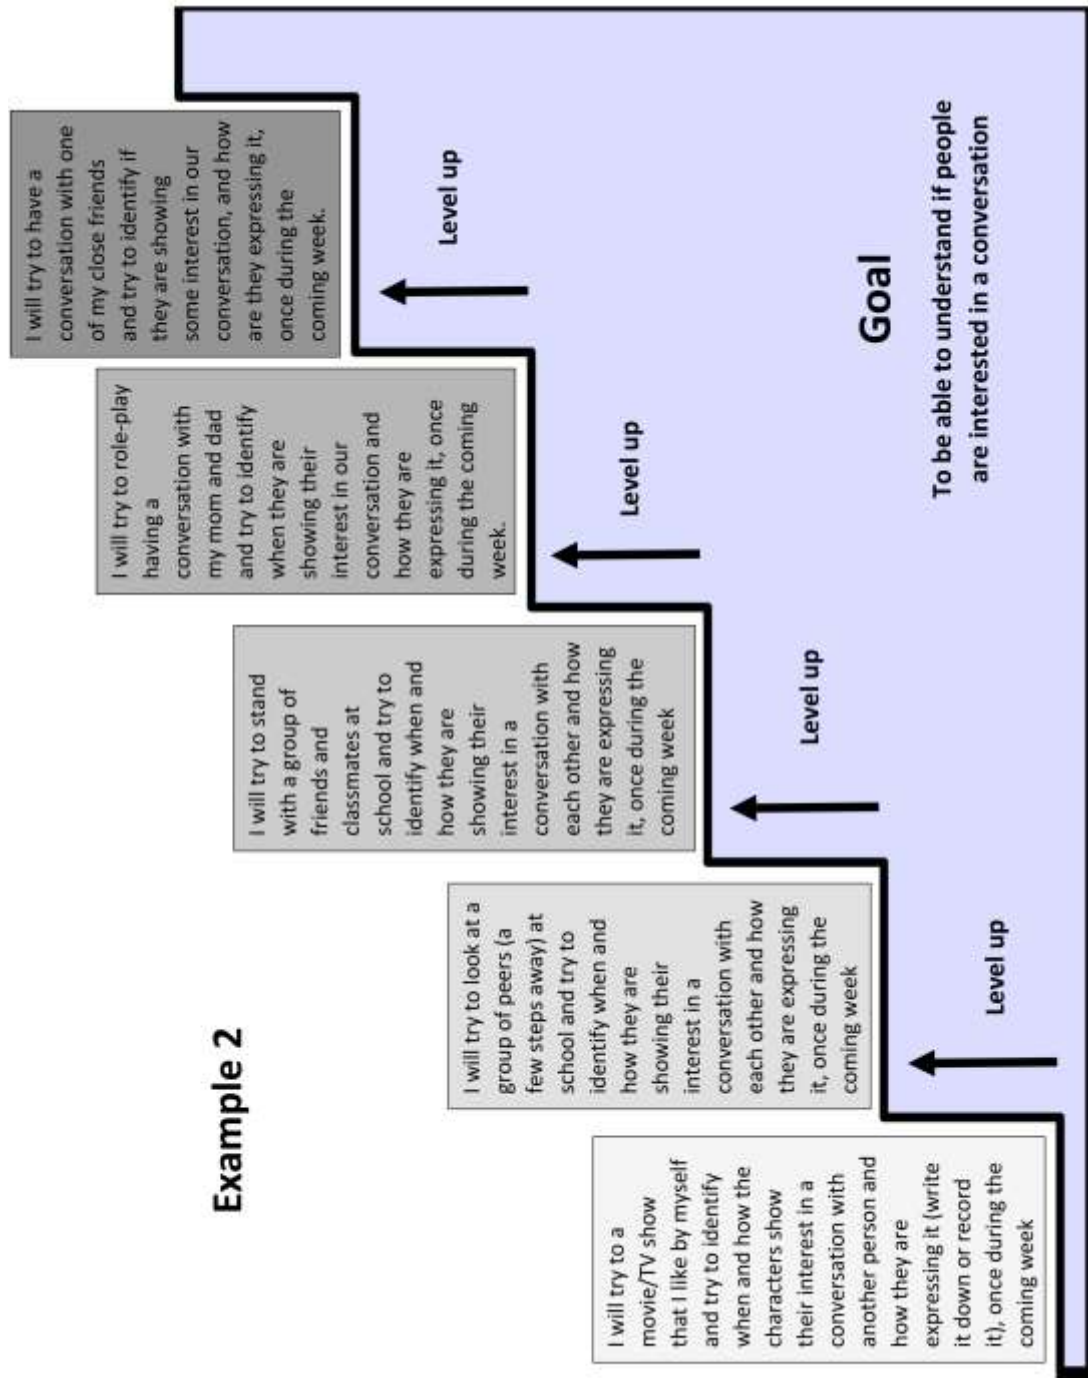 Example 2
I will try to a
movie/TV show
that I like by myself
and try to identify
when and how the
characters show
their interest in a
conversation with
another person and
how they are
expressing it (write
it down or record
it), once during the
coming week
Level up
I will try to look at a
group of peers (a
few steps away) at
school and try to
identify when and
how they are
showing their
interest in a
conversation with
each other and how
they are expressing
it, once during the
coming week
Level up
I will try to stand
with a group of
friends and
classmates at
school and try to
identify when and
how they are
showing their
interest in a
conversation with
each other and how
they are expressing
it, once during the
coming week
Level up
I will try to role-play
having a
conversation with
my mom and dad
and try to identify
when they are
showing their
interest in our
conversation and
how they are
expressing it, once
during the coming
week.
Level up
I will try to have a
conversation with one
of my close friends
and try to identify if
they are showing
some interest in our
conversation, and how
are they expressing it,
once during the
coming week.
Goal
To be able to understand if people
are interested in a conversation